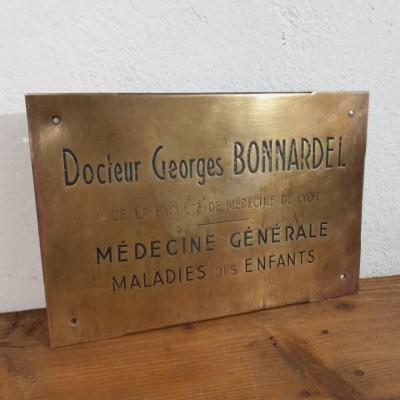 Docteur Georges BONNARDEL
DE LA FACULTÉ DE MÉDECINE DE LYON
MÉDECINE GÉNÉRALE
MALADIES DES ENFANTS